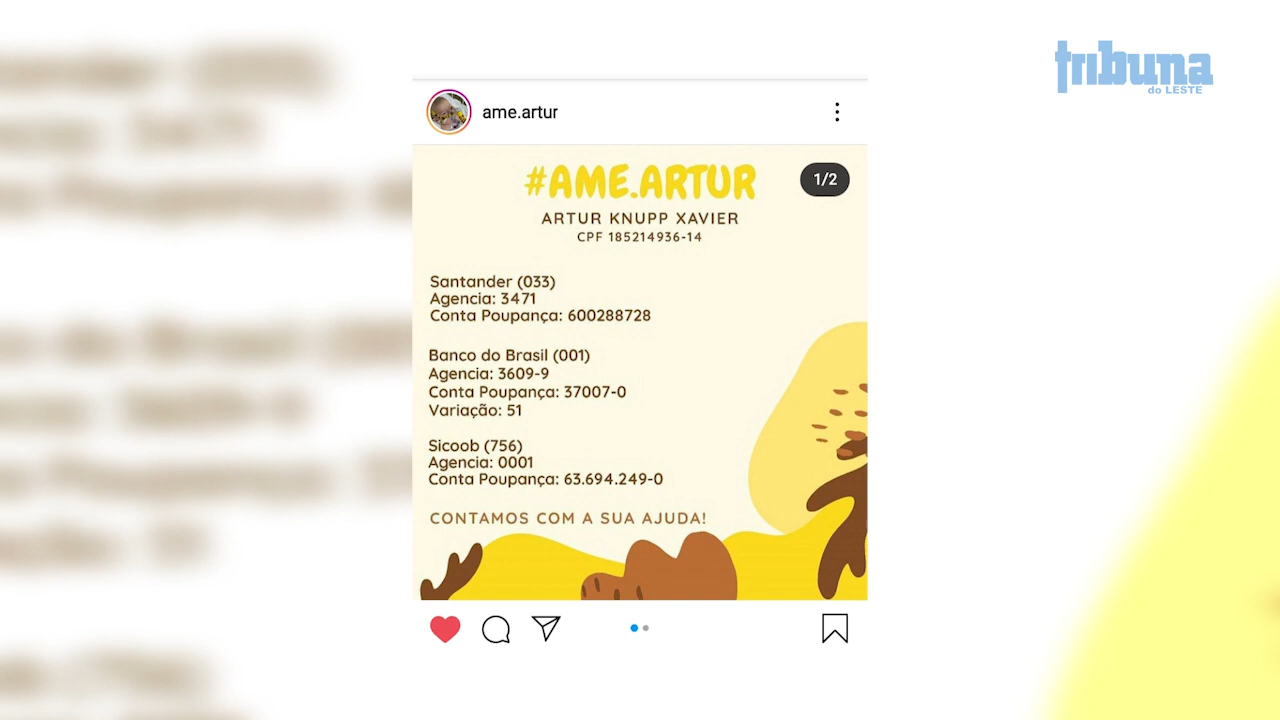 tribuna
do LESTE
ame.artur
1/2
#AME.ARTUR
ARTUR KNUPP XAVIER
CPF 185214936-14
Santander (033)
Agencia: 3471
Conta Poupança: 600288728
Banco do Brasil (001)
Agencia: 3609-9
Conta Poupança: 37007-0
Variação: 51
Sicoob (756)
Agencia: 0001
Conta Poupança: 63.694.249-0
CONTAMOS COM A SUA AJUDA!